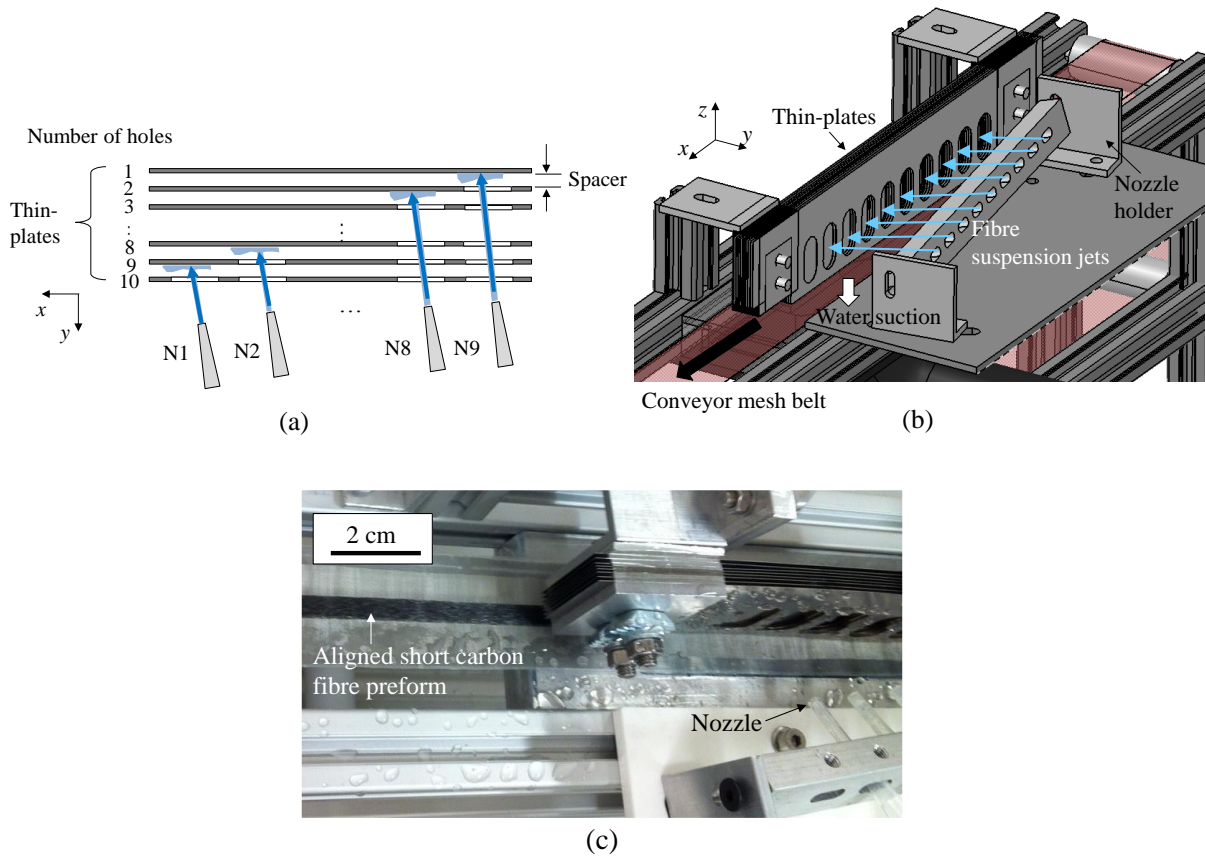 Number of holes
1
2
3
:
8
9
10
Thin-
plates
Spacer
x
y
N1
N2
...
N8
N9
(a)
z
y
x
Thin-plates
Nozzle
holder
Fibre
suspension jets
Water suction
Conveyor mesh belt
(b)
2 cm
Aligned short carbon
fibre preform
Nozzle
(c)